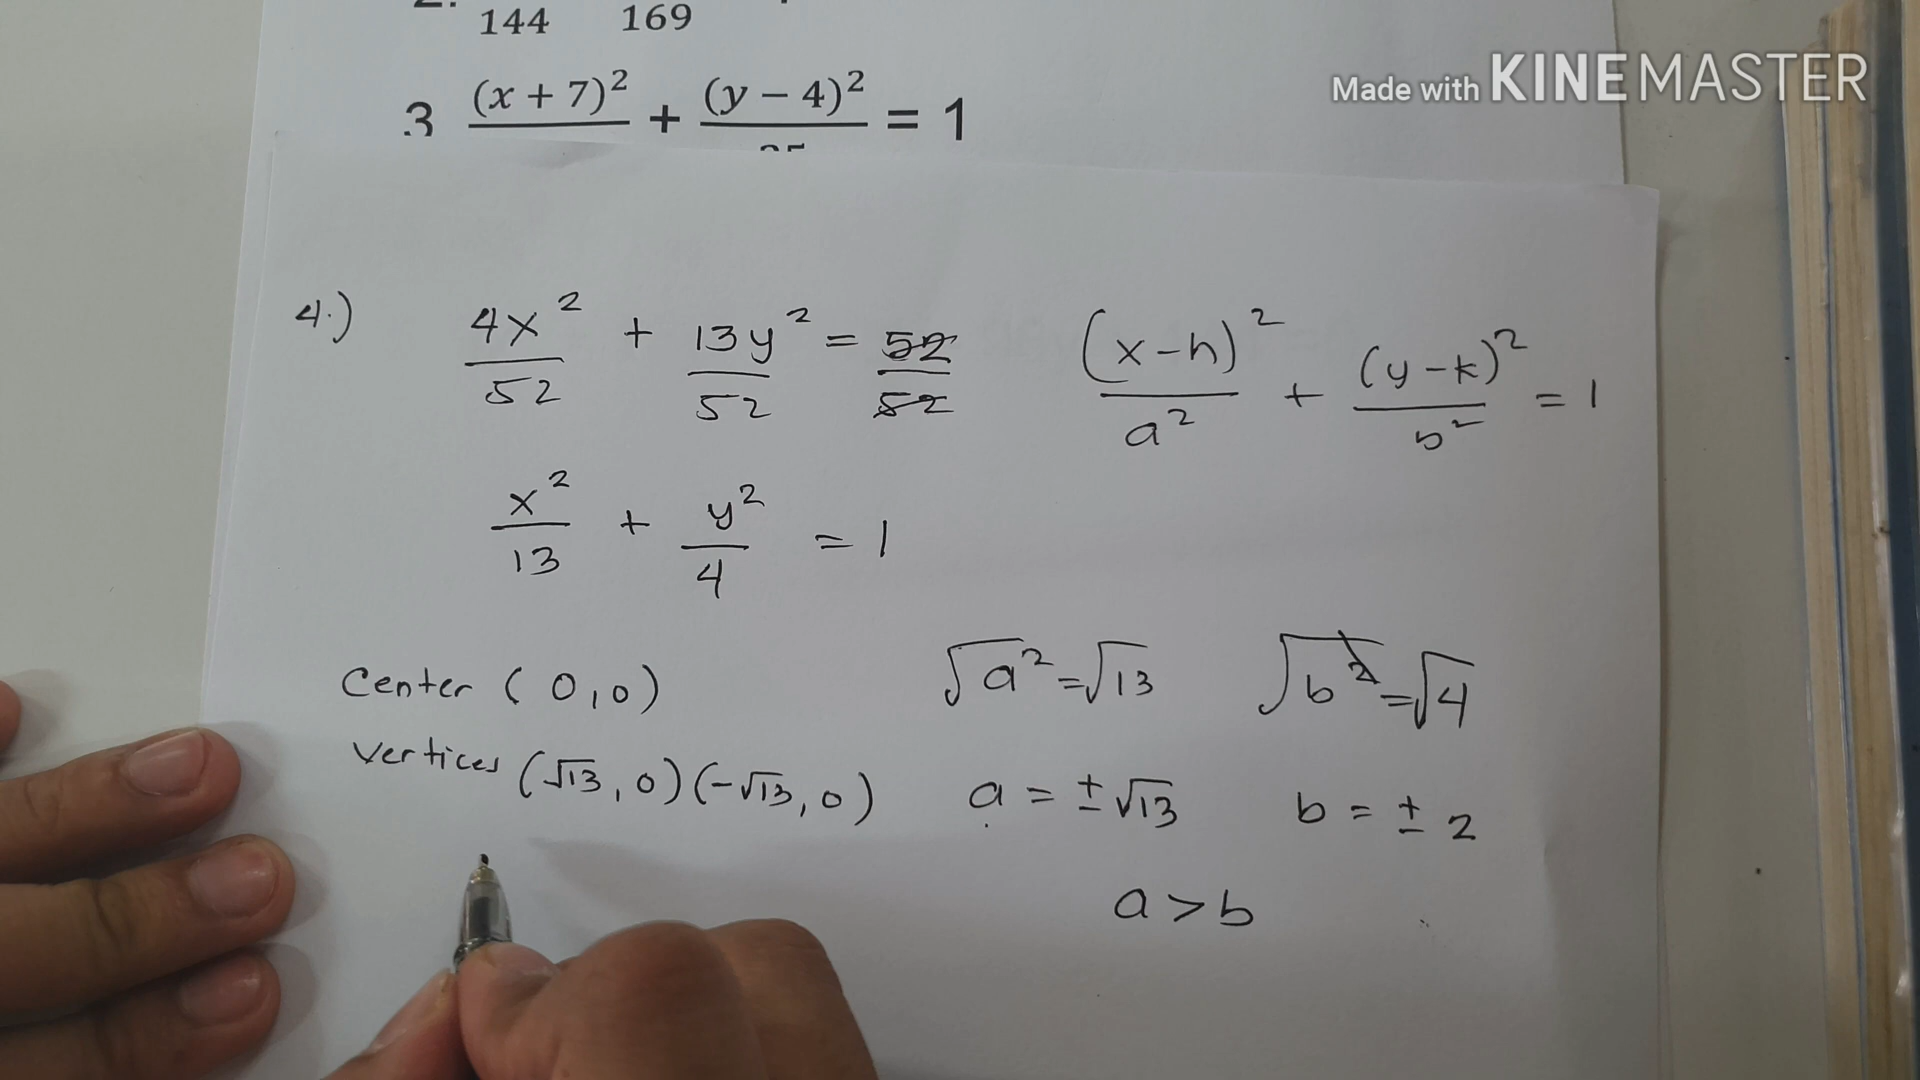 144 169
Made with KINEMASTER
3 (x + 7)² + (y − 4)² = 1
4.) 4x²/52 + 13y²/52 = 52/52
(x-h)²/a² + (y-k)²/b² = 1
x²/13 + y²/4 = 1
Center (0,0)
√a² = √13 √b² = √4
Vertices (√13, 0) (-√13, 0)
a = ± √13 b = ± 2
a > b